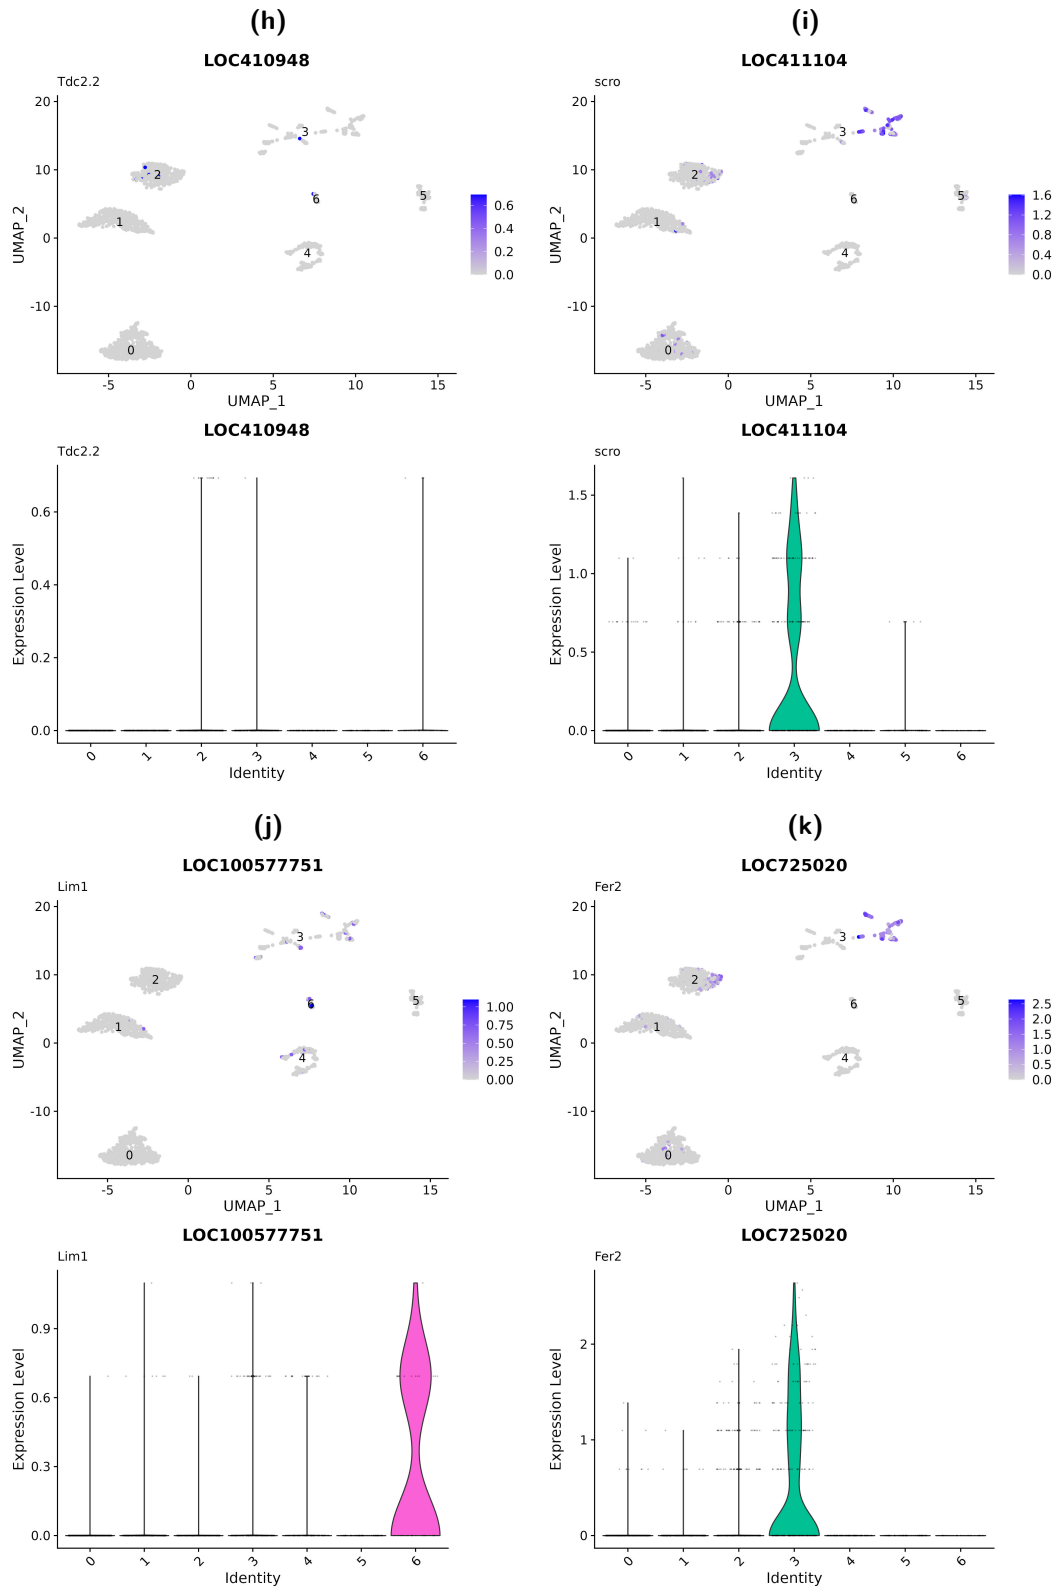 (h)
LOC410948
Tdc2.2
20
10
0
-10
UMAP_2
3
2
6
5
1
4
0
0.6
0.4
0.2
0.0
-5 0 5 10 15
UMAP_1
LOC410948
Tdc2.2
0.6
0.4
0.2
0.0
Expression Level
0 1 2 3 4 5 6
Identity
(i)
LOC411104
scro
20
10
0
-10
UMAP_2
3
2
6
5
1
4
0
1.6
1.2
0.8
0.4
0.0
-5 0 5 10 15
UMAP_1
LOC411104
scro
1.5
1.0
0.5
0.0
Expression Level
0 1 2 3 4 5 6
Identity
(j)
LOC100577751
Lim1
20
10
0
-10
UMAP_2
3
2
6
5
1
4
0
1.00
0.75
0.50
0.25
0.00
-5 0 5 10 15
UMAP_1
LOC100577751
Lim1
0.9
0.6
0.3
0.0
Expression Level
0 1 2 3 4 5 6
Identity
(k)
LOC725020
Fer2
20
10
0
-10
UMAP_2
3
2
6
5
1
4
0
2.5
2.0
1.5
1.0
0.5
0.0
-5 0 5 10 15
UMAP_1
LOC725020
Fer2
2
1
0
Expression Level
0 1 2 3 4 5 6
Identity